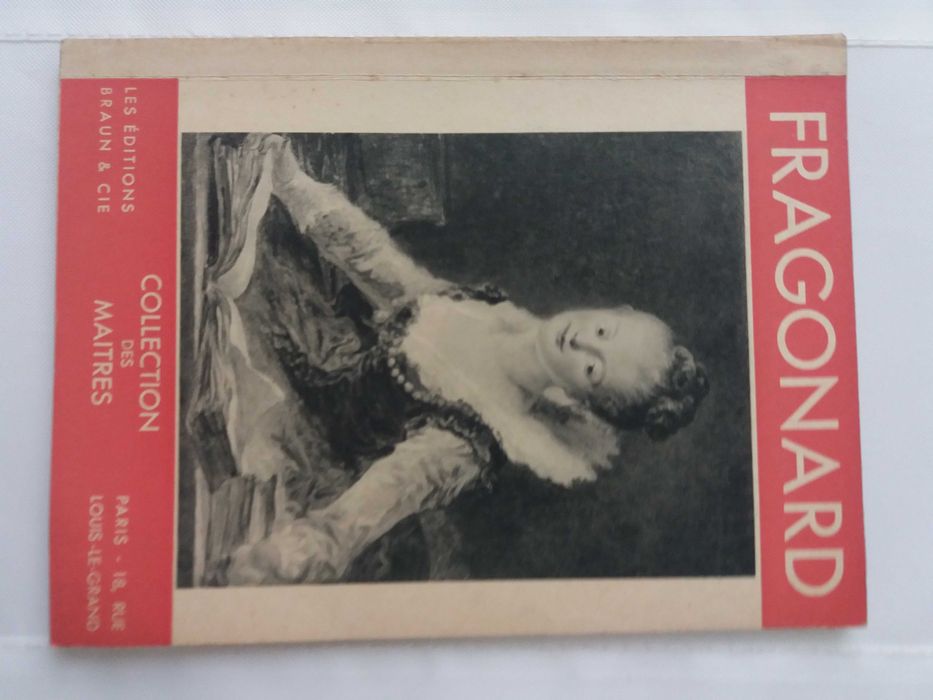 FRAGONARD
LES ÉDITIONS
BRAUN & CIE
COLLECTION
DES
MAITRES
PARIS - 18, RUE
LOUIS-LE-GRAND